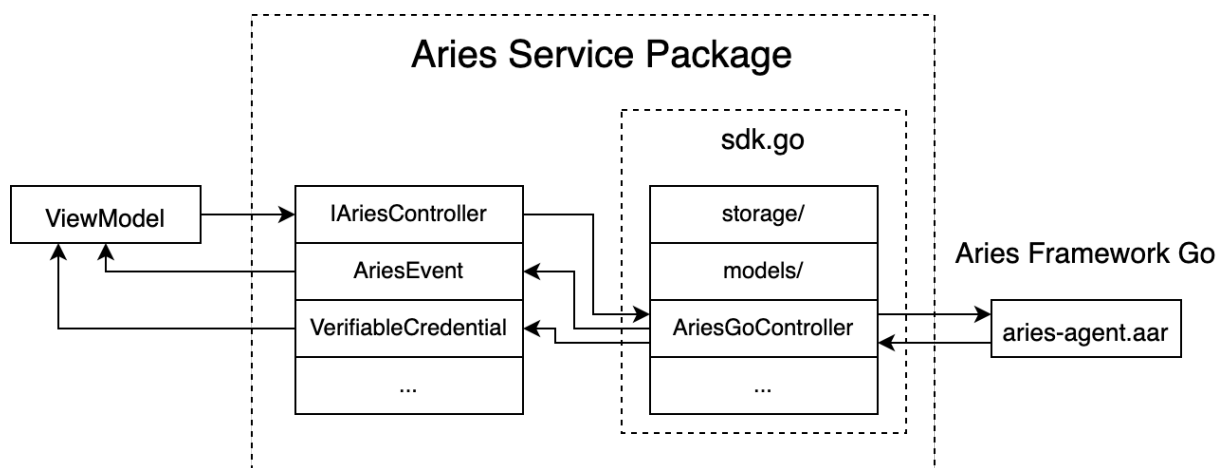 Aries Service Package
sdk.go
ViewModel
IAriesController
AriesEvent
VerifiableCredential
...
storage/
models/
AriesGoController
...
Aries Framework Go
aries-agent.aar